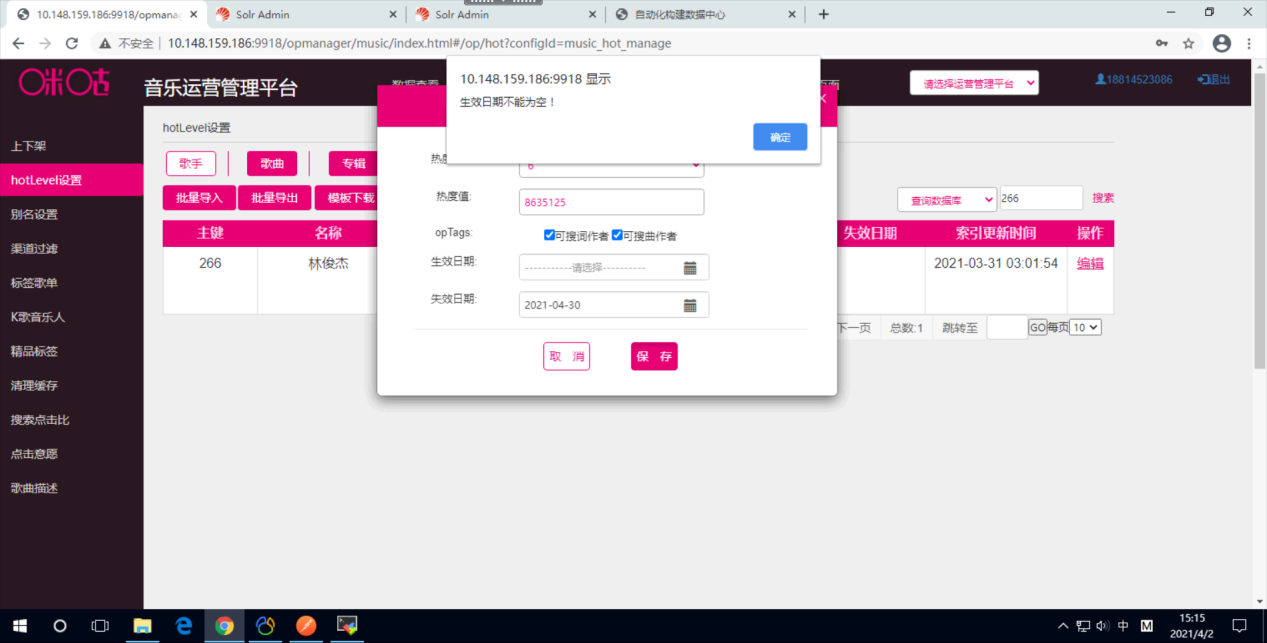 10.148.159.186:9918/opmana
Solr Admin
Solr Admin
自动化构建数据中心
不安全
10.148.159.186:9918/opmanager/music/index.html#/op/hot?configId=music_hot_manage
咪咕
音乐运营管理平台
请选择运营管理平台
18814523086
退出
10.148.159.186:9918 显示
生效日期不能为空！
确定
上下架
hotLevel设置
别名设置
渠道过滤
标签歌单
K歌音乐人
精品标签
清理缓存
搜索点击比
点击意愿
歌曲描述
hotLevel设置
歌手
歌曲
专辑
批量导入
批量导出
模板下载
查询数据库
266
搜索
主键
名称
失效日期
索引更新时间
操作
266
林俊杰
2021-03-31 03:01:54
编辑
下一页
总数:1
跳转至
GO
每页
10
6
热度值:
8635125
opTags:
可搜词作者
可搜曲作者
生效日期:
-----------请选择----------
失效日期:
2021-04-30
取 消
保 存
中
M
15:15
2021/4/2